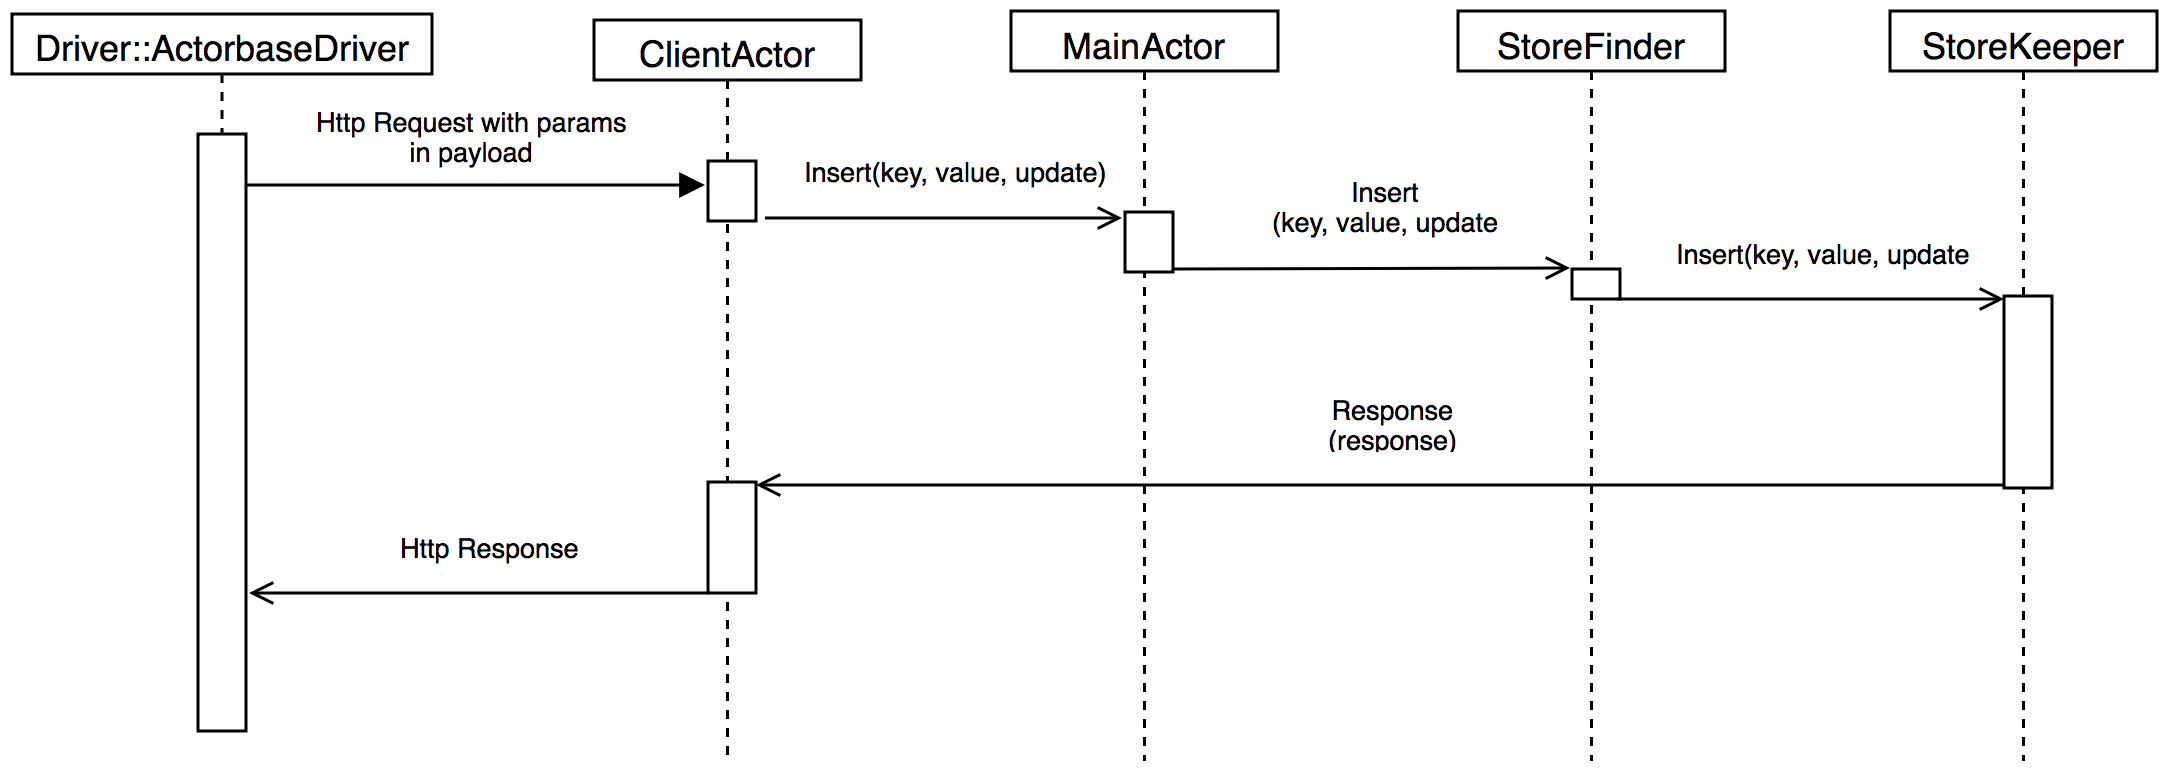 Driver::ActorbaseDriver
ClientActor
MainActor
StoreFinder
StoreKeeper
Http Request with params
in payload
Insert(key, value, update)
Insert
(key, value, update
Insert(key, value, update
Response
(response)
Http Response